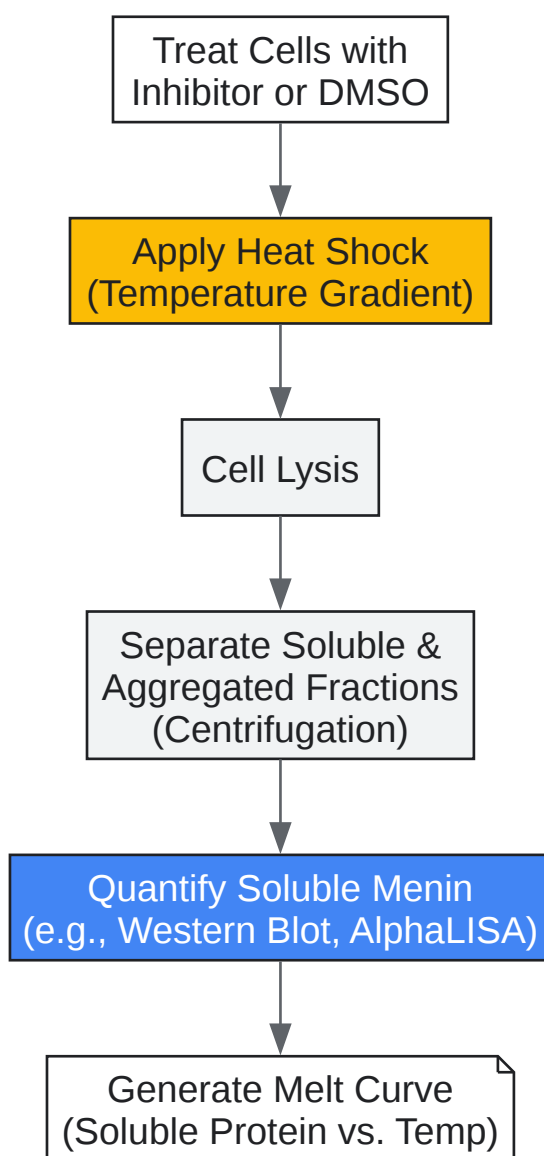 Treat Cells with
Inhibitor or DMSO
Apply Heat Shock
(Temperature Gradient)
Cell Lysis
Separate Soluble &
Aggregated Fractions
(Centrifugation)
Quantify Soluble Menin
(e.g., Western Blot, AlphaLISA)
Generate Melt Curve
(Soluble Protein vs. Temp)